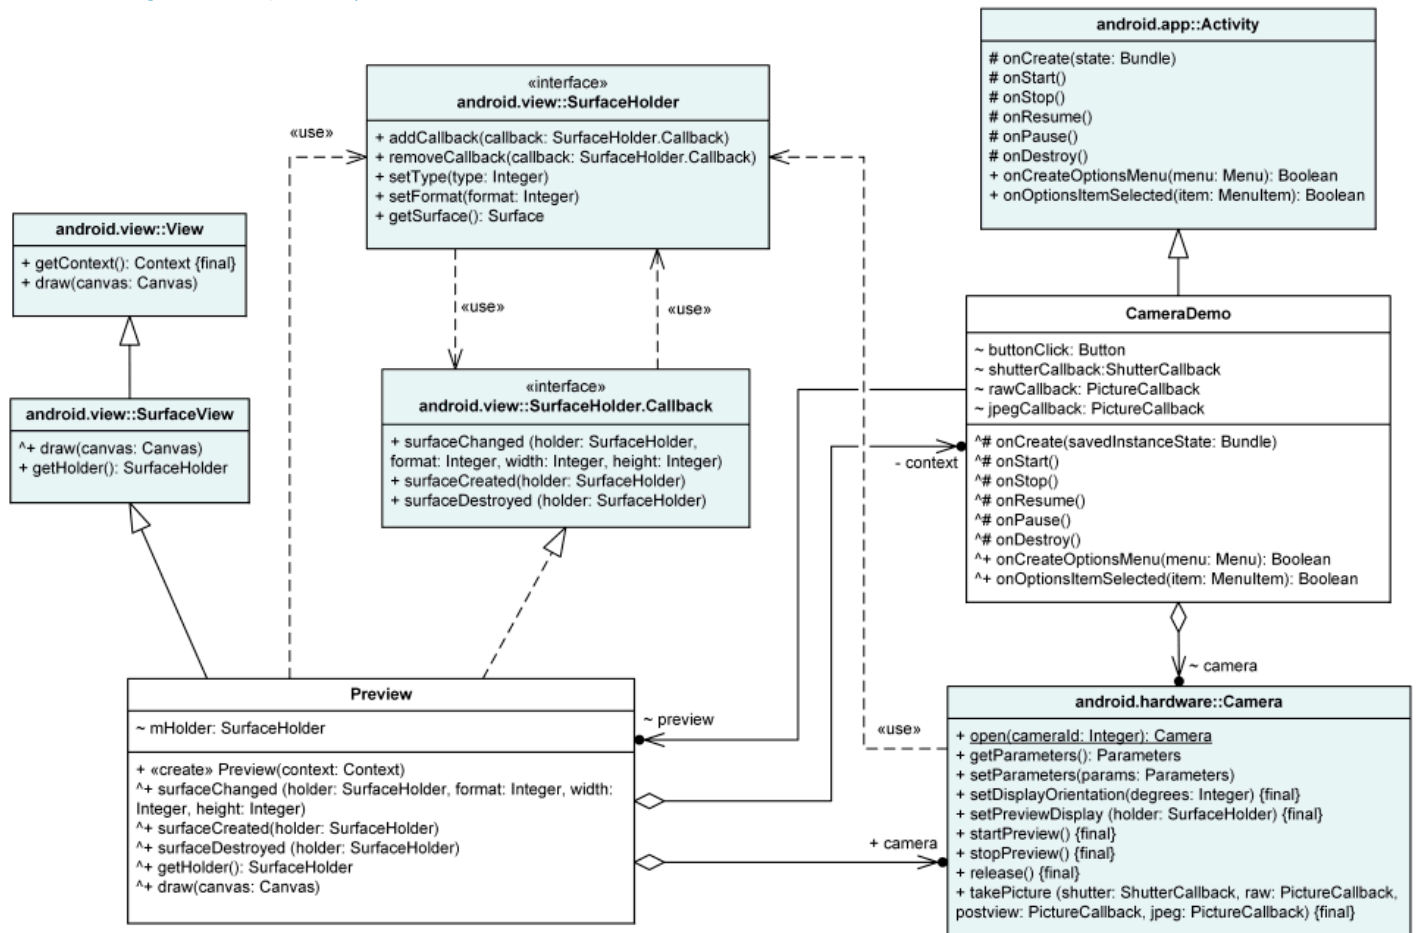 android.app::Activity
# onCreate(state: Bundle)
# onStart()
# onStop()
# onResume()
# onPause()
# onDestroy()
+ onCreateOptionsMenu(menu: Menu): Boolean
+ onOptionsItemSelected(item: MenuItem): Boolean
«interface»
android.view::SurfaceHolder
+ addCallback(callback: SurfaceHolder.Callback)
+ removeCallback(callback: SurfaceHolder.Callback)
+ setType(type: Integer)
+ setFormat(format: Integer)
+ getSurface(): Surface
«use»
android.view::View
+ getContext(): Context {final}
+ draw(canvas: Canvas)
«use»
«use»
CameraDemo
~ buttonClick: Button
~ shutterCallback:ShutterCallback
~ rawCallback: PictureCallback
~ jpegCallback: PictureCallback
^# onCreate(savedInstanceState: Bundle)
^# onStart()
^# onStop()
^# onResume()
^# onPause()
^# onDestroy()
^+ onCreateOptionsMenu(menu: Menu): Boolean
^+ onOptionsItemSelected(item: MenuItem): Boolean
android.view::SurfaceView
^+ draw(canvas: Canvas)
+ getHolder(): SurfaceHolder
«interface»
android.view::SurfaceHolder.Callback
+ surfaceChanged (holder: SurfaceHolder,
format: Integer, width: Integer, height: Integer)
+ surfaceCreated(holder: SurfaceHolder)
+ surfaceDestroyed (holder: SurfaceHolder)
- context
~ camera
Preview
~ mHolder: SurfaceHolder
+ «create» Preview(context: Context)
^+ surfaceChanged (holder: SurfaceHolder, format: Integer, width:
Integer, height: Integer)
^+ surfaceCreated(holder: SurfaceHolder)
^+ surfaceDestroyed (holder: SurfaceHolder)
^+ getHolder(): SurfaceHolder
^+ draw(canvas: Canvas)
~ preview
«use»
+ camera
android.hardware::Camera
+ open(cameraId: Integer): Camera
+ getParameters(): Parameters
+ setParameters(params: Parameters)
+ setDisplayOrientation(degrees: Integer) {final}
+ setPreviewDisplay (holder: SurfaceHolder) {final}
+ startPreview() {final}
+ stopPreview() {final}
+ release() {final}
+ takePicture (shutter: ShutterCallback, raw: PictureCallback,
postview: PictureCallback, jpeg: PictureCallback) {final}